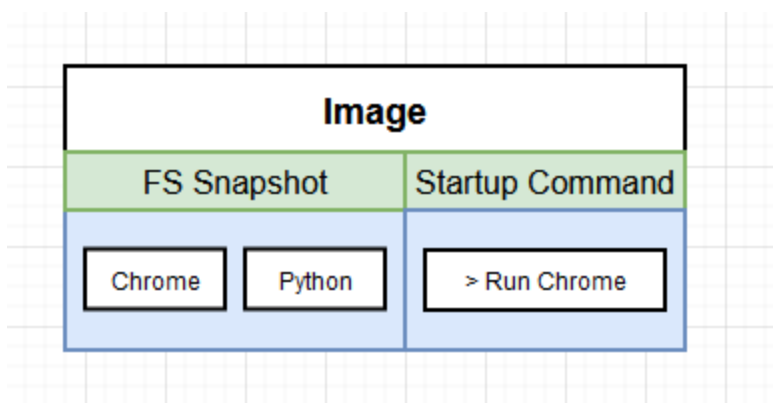 Image
FS Snapshot
Startup Command
Chrome
Python
> Run Chrome